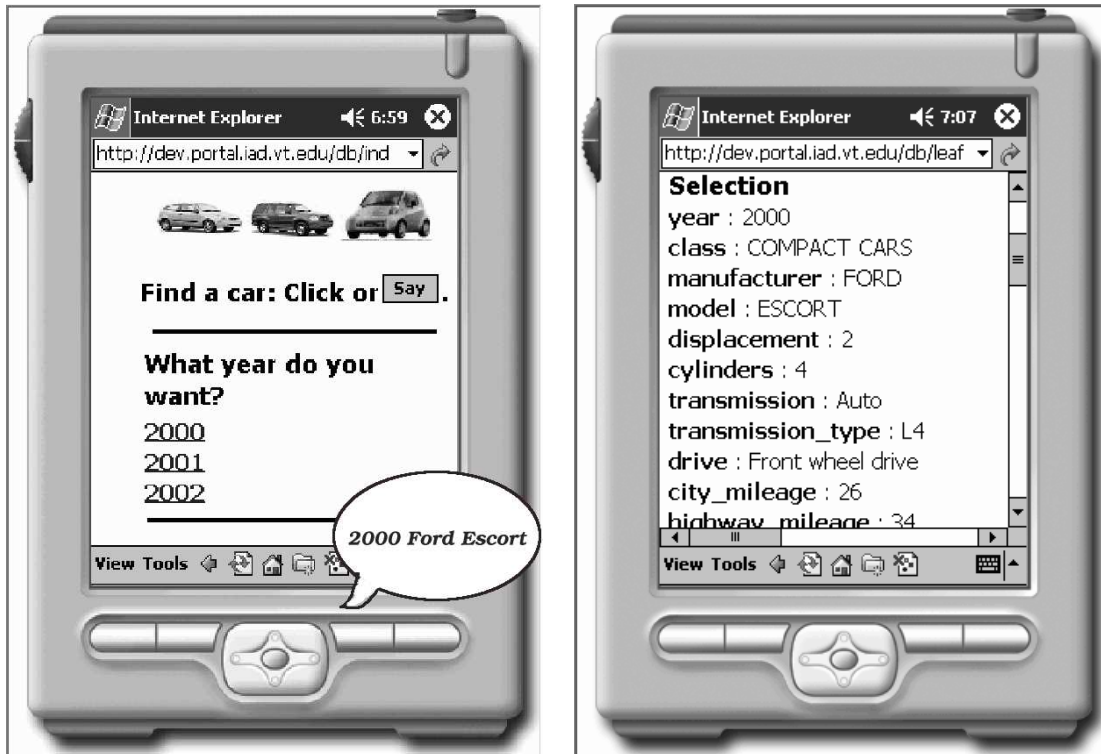 Internet Explorer 6:59
http://dev.portal.iad.vt.edu/db/ind
Find a car: Click or Say .
What year do you
want?
2000
2001
2002
2000 Ford Escort
View Tools
Internet Explorer 7:07
http://dev.portal.iad.vt.edu/db/leaf
Selection
year : 2000
class : COMPACT CARS
manufacturer : FORD
model : ESCORT
displacement : 2
cylinders : 4
transmission : Auto
transmission_type : L4
drive : Front wheel drive
city_mileage : 26
highway_mileage : 34
View Tools